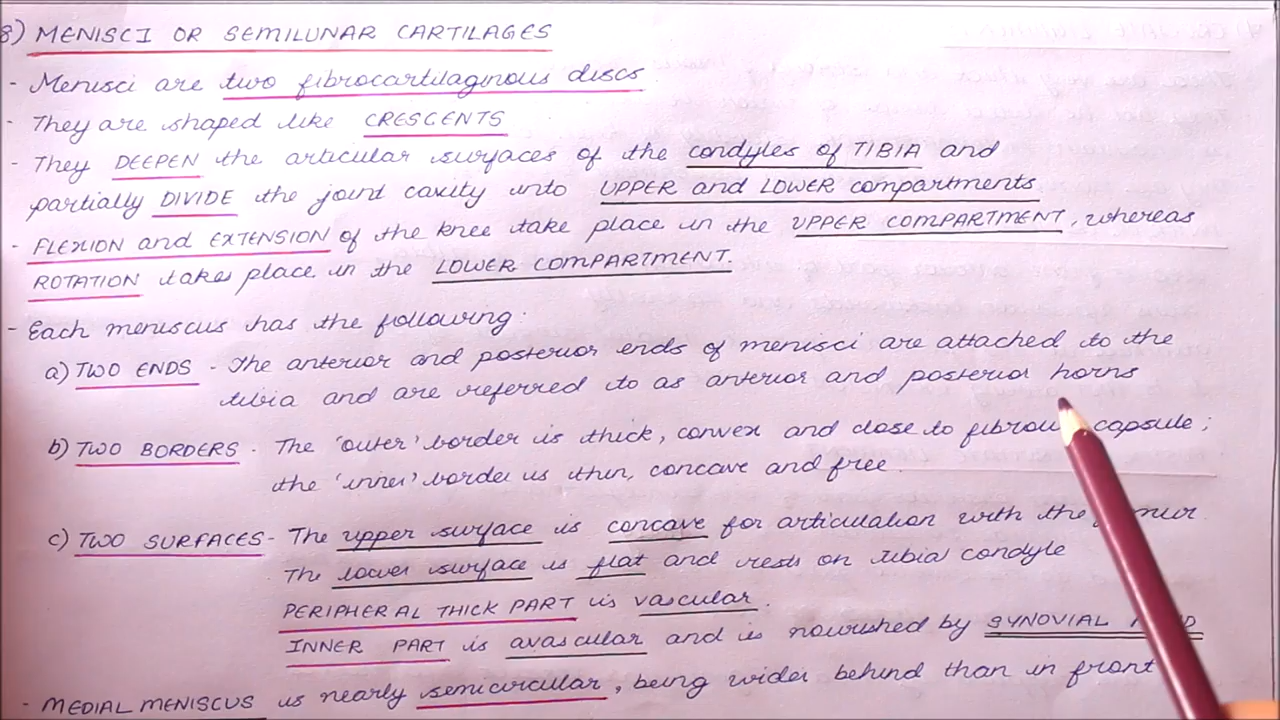 8) MENISCI OR SEMILUNAR CARTILAGES
- Menisci are two fibrocartilaginous discs.
- They are shaped like CRESCENTS
- They DEEPEN the articular surfaces of the condyles of TIBIA and
partially DIVIDE the joint cavity into UPPER and LOWER compartments
- FLEXION and EXTENSION of the knee take place in the UPPER COMPARTMENT, whereas
ROTATION takes place in the LOWER COMPARTMENT.
- Each meniscus has the following:
a) TWO ENDS - The anterior and posterior ends of menisci are attached to the
tibia and are referred to as anterior and posterior horns
b) TWO BORDERS - The 'outer' border is thick, convex and close to fibrous capsule;
the 'inner' border is thin, concave and free.
c) TWO SURFACES - The upper surface is concave for articulation with the femur
The lower surface is flat and rests on tibia condyle
PERIPHERAL THICK PART is vascular.
INNER PART is avascular and is nourished by SYNOVIAL
- MEDIAL MENISCUS is nearly semicircular, being wider behind than in front